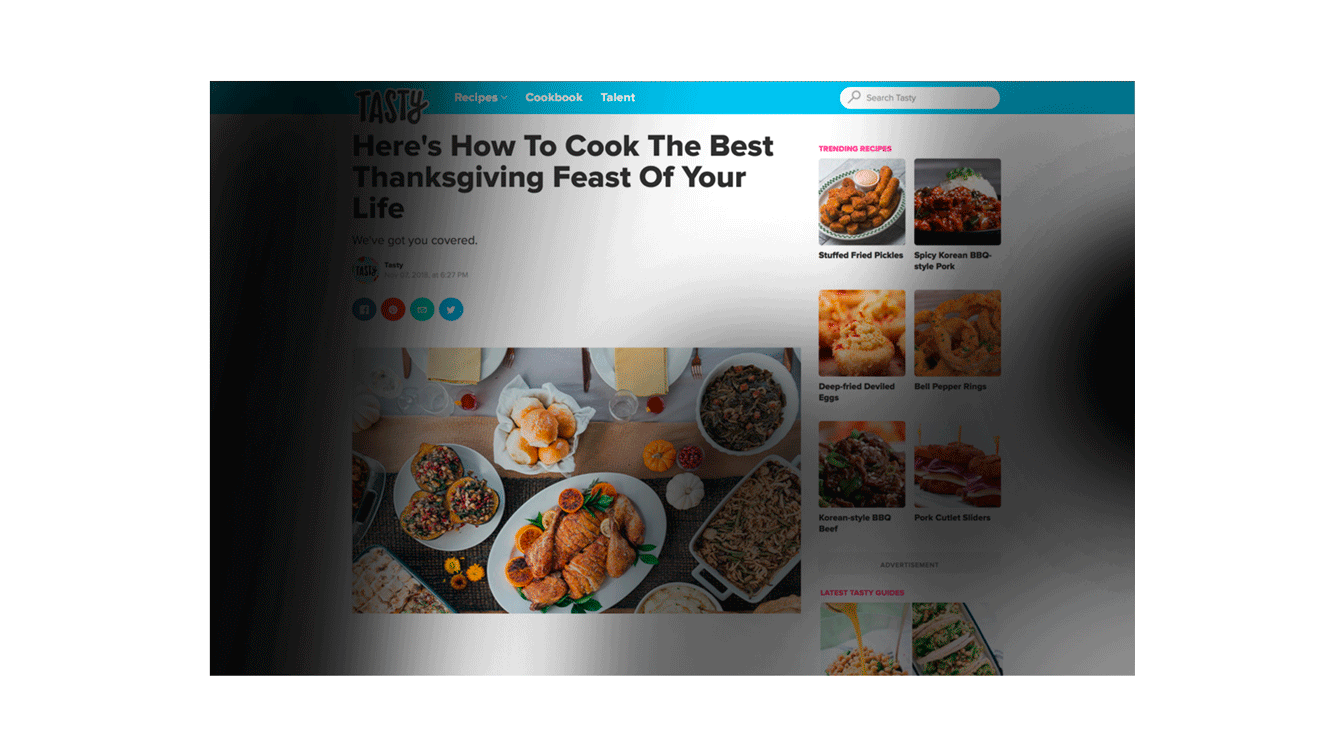 TASTY
Recipes
Cookbook
Talent
Search Tasty
Here's How To Cook The Best
Thanksgiving Feast Of Your
Life
We've got you covered.
TASTY
Tasty
at 6:27 PM
TRENDING RECIPES
Stuffed Fried Pickles
Spicy Korean BBQ-
style Pork
Deep-fried Deviled
Eggs
Bell Pepper Rings
Korean-style BBQ
Beef
Pork Cutlet Sliders
ADVERTISEMENT
LATEST TASTY GUIDES